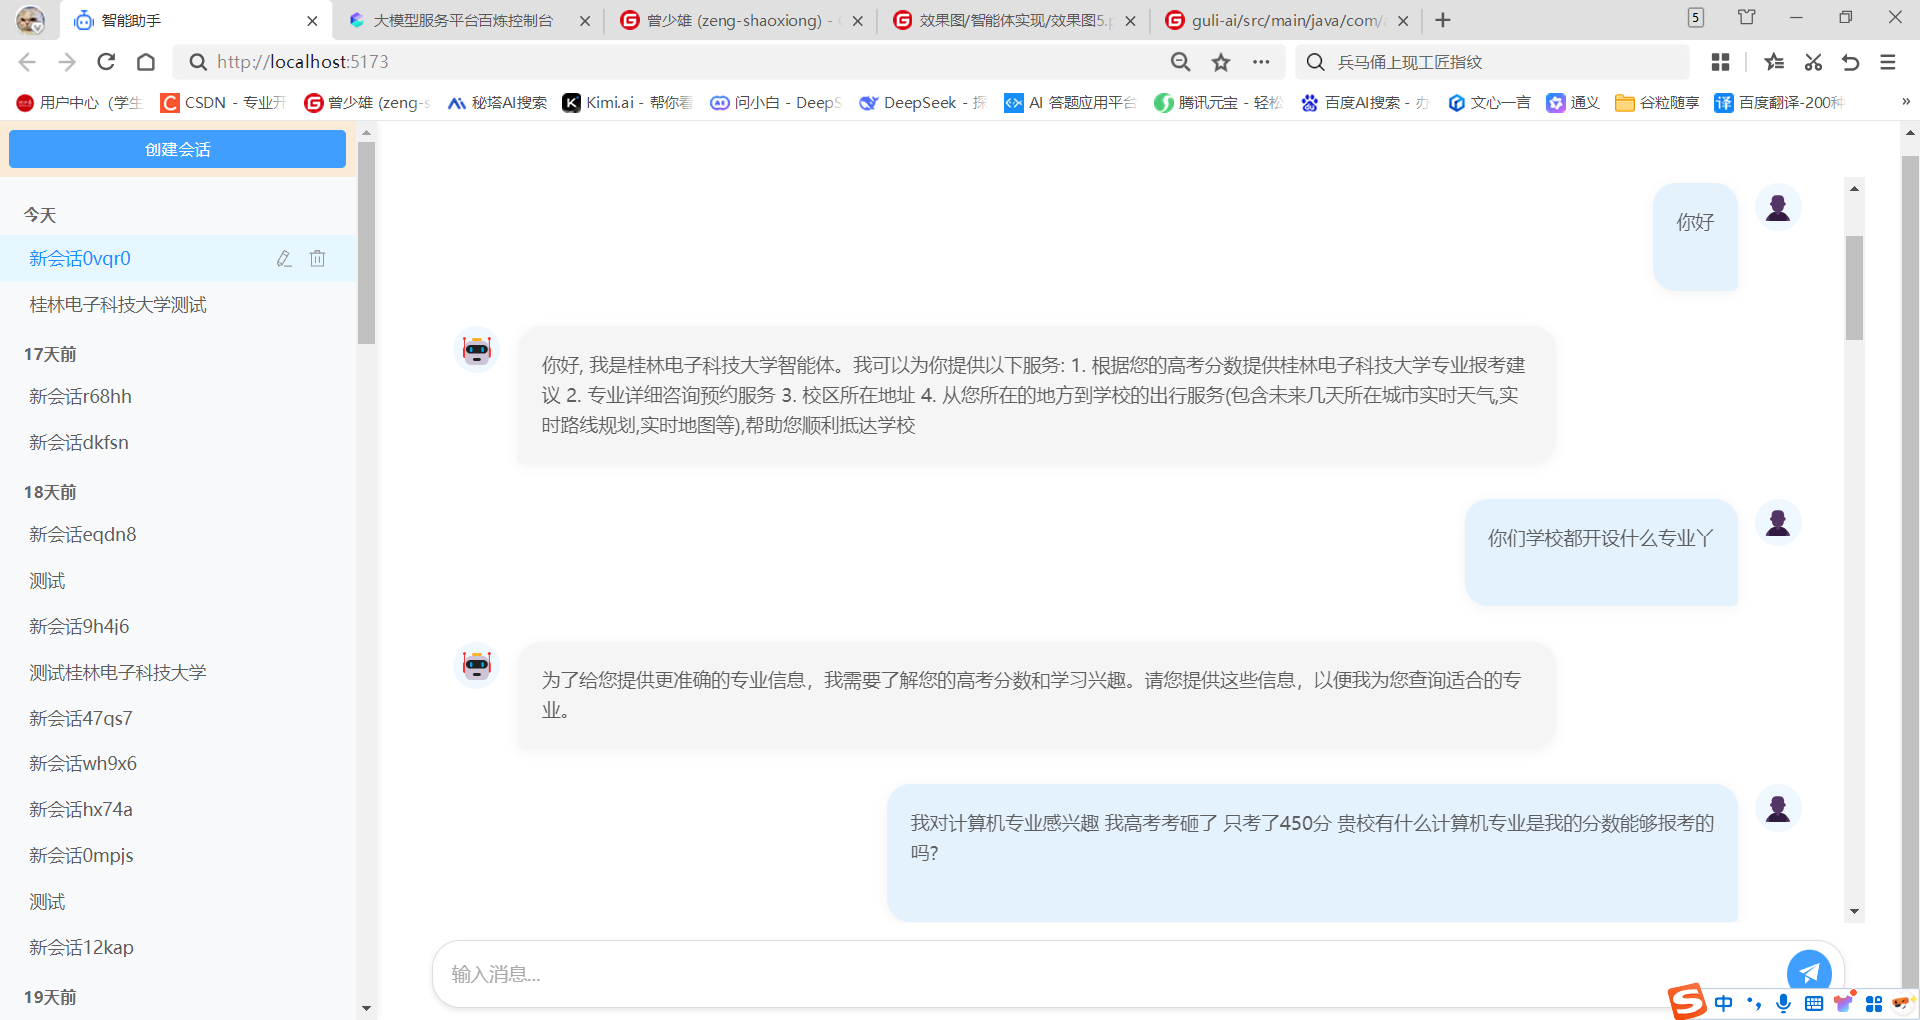 智能助手
大模型服务平台百炼控制台
曾少雄 (zeng-shaoxiong) -
效果图/智能体实现/效果图5.p
guli-ai/src/main/java/com/a
5
http://localhost:5173
兵马俑上现工匠指纹
用户中心（学生
CSDN - 专业开
曾少雄 (zeng-s
秘塔AI搜索
Kimi.ai - 帮你看
问小白 - DeepS
DeepSeek - 探
AI 答题应用平台
腾讯元宝 - 轻松
百度AI搜索 - 办
文心一言
通义
谷粒随享
百度翻译-200种
»
创建会话
今天
新会话0vqr0
桂林电子科技大学测试
17天前
新会话r68hh
新会话dkfsn
18天前
新会话eqdn8
测试
新会话9h4j6
测试桂林电子科技大学
新会话47qs7
新会话wh9x6
新会话hx74a
新会话0mpjs
测试
新会话12kap
19天前
你好
你好, 我是桂林电子科技大学智能体。我可以为你提供以下服务: 1. 根据您的高考分数提供桂林电子科技大学专业报考建
议 2. 专业详细咨询预约服务 3. 校区所在地址 4. 从您所在的地方到学校的出行服务(包含未来几天所在城市实时天气,实
时路线规划,实时地图等),帮助您顺利抵达学校
你们学校都开设什么专业丫
为了给您提供更准确的专业信息，我需要了解您的高考分数和学习兴趣。请您提供这些信息，以便我为您查询适合的专
业。
我对计算机专业感兴趣 我高考考砸了 只考了450分 贵校有什么计算机专业是我的分数能够报考的
吗?
输入消息...
中